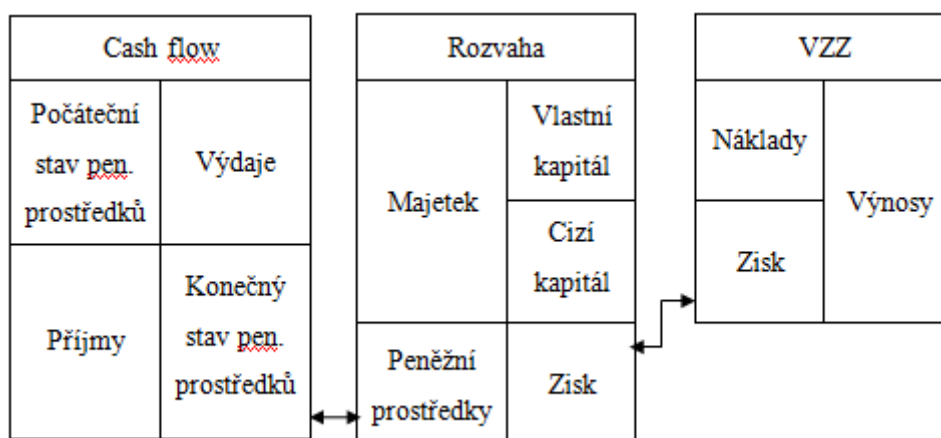 Cash flow
Počáteční
stav pen.
prostředků
Výdaje
Příjmy
Konečný
stav pen.
prostředků
Rozvaha
Majetek
Vlastní
kapitál
Cizí
kapitál
Peněžní
prostředky
Zisk
VZZ
Náklady
Zisk
Výnosy